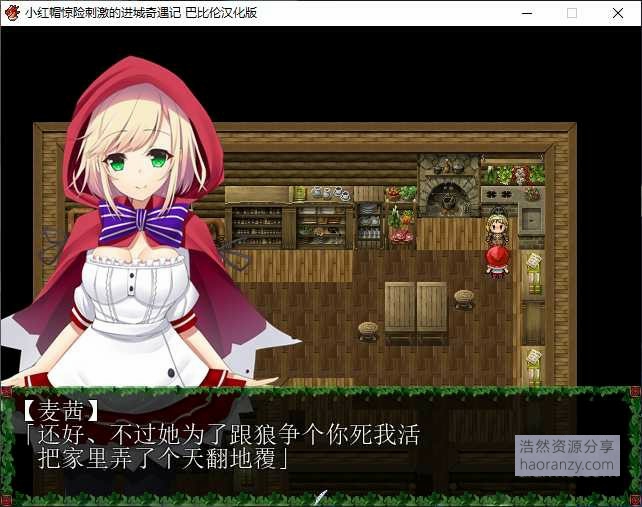 小红帽惊险刺激的进城奇遇记 巴比伦汉化版
【麦茜】
「还好、不过她为了跟狼争个你死我活
把家里弄了个天翻地覆」
浩然资源分享
haoranzy.com